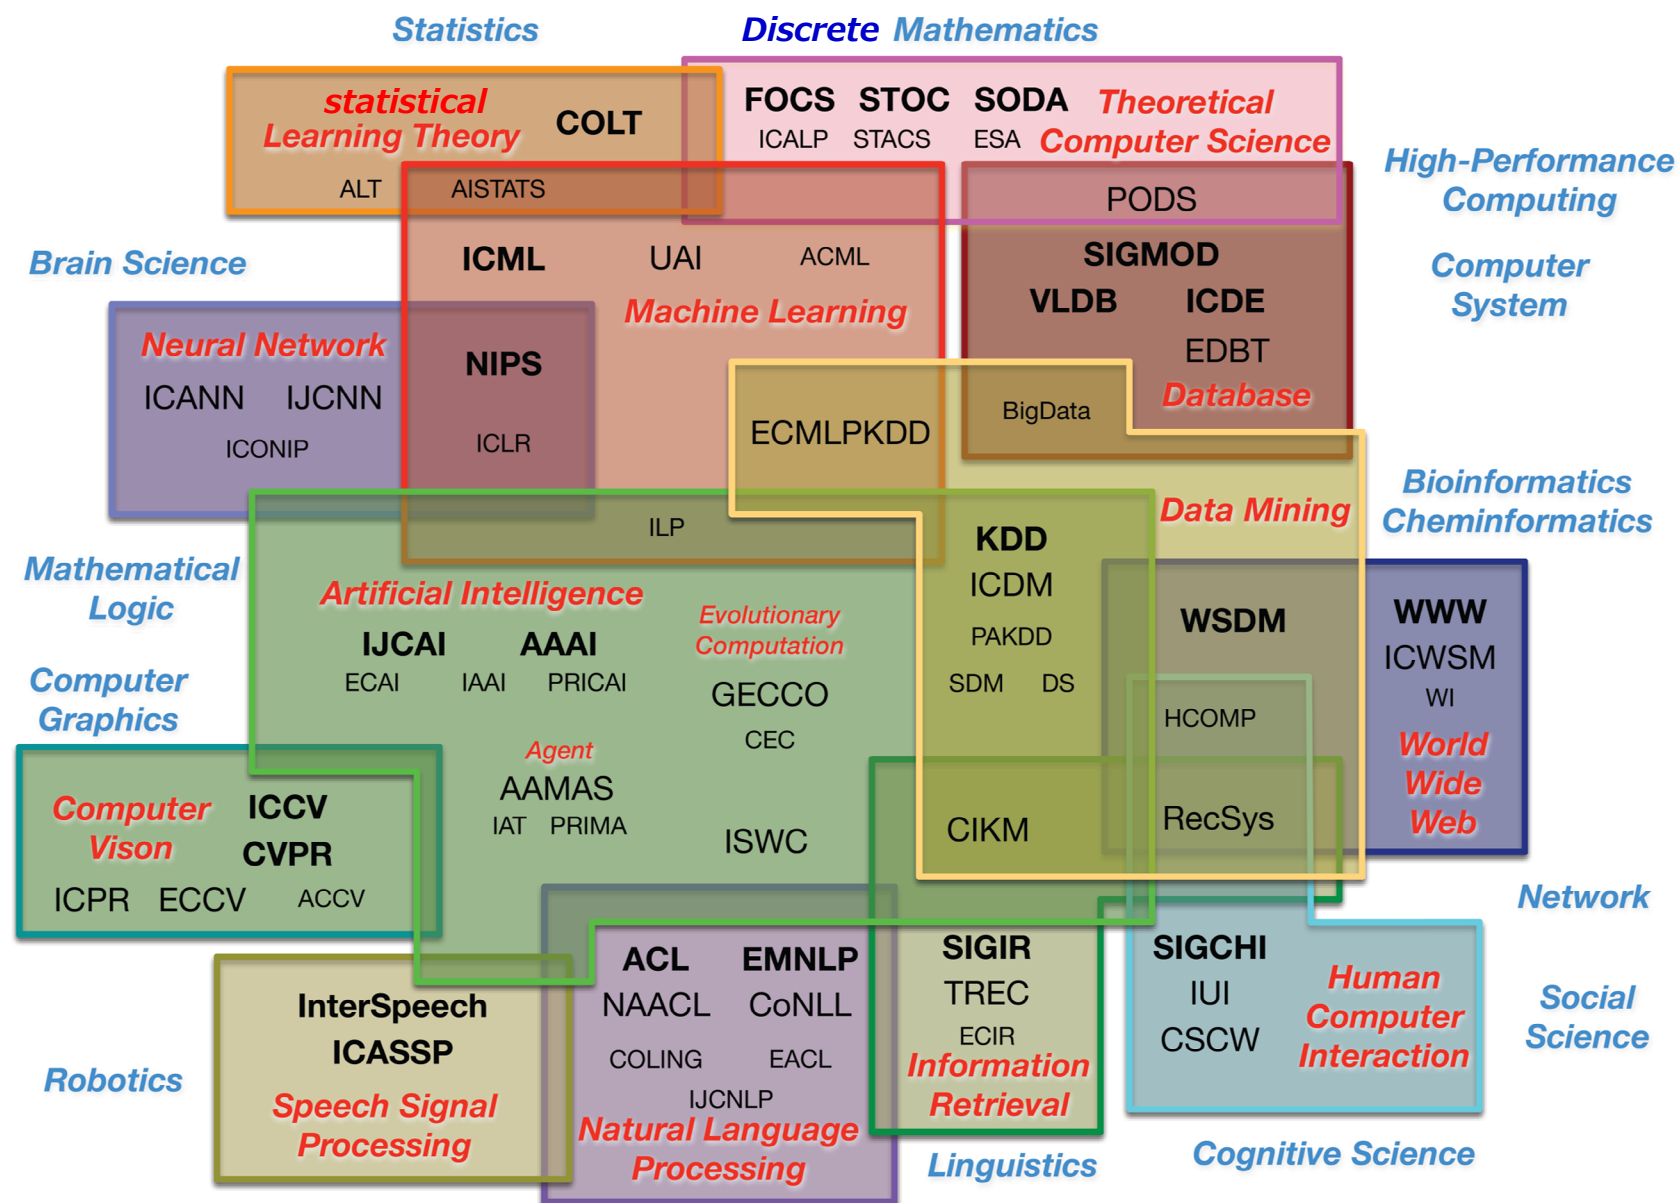 Statistics
Discrete Mathematics
statistical
Learning Theory
COLT
ALT
AISTATS
FOCS STOC SODA
ICALP STACS ESA
Theoretical
Computer Science
PODS
High-Performance
Computing
Computer
System
Brain Science
ICML UAI ACML
Machine Learning
SIGMOD
VLDB ICDE
EDBT
Database
BigData
Neural Network
ICANN IJCNN
ICONIP
NIPS
ICLR
ECMLPKDD
Data Mining
Bioinformatics
Cheminformatics
ILP
KDD
ICDM
PAKDD
SDM DS
Mathematical
Logic
Artificial Intelligence
IJCAI AAAI
ECAI IAAI PRICAI
Evolutionary
Computation
GECCO
CEC
WSDM
WWW
ICWSM
WI
World
Wide
Web
HCOMP
Computer
Graphics
Agent
AAMAS
IAT PRIMA
ISWC
CIKM
RecSys
Computer
Vison
ICCV
CVPR
ICPR ECCV ACCV
Network
InterSpeech
ICASSP
Speech Signal
Processing
Robotics
ACL EMNLP
NAACL CoNLL
COLING EACL
IJCNLP
Natural Language
Processing
SIGIR
TREC
ECIR
Information
Retrieval
SIGCHI
IUI
CSCW
Human
Computer
Interaction
Social
Science
Linguistics
Cognitive Science